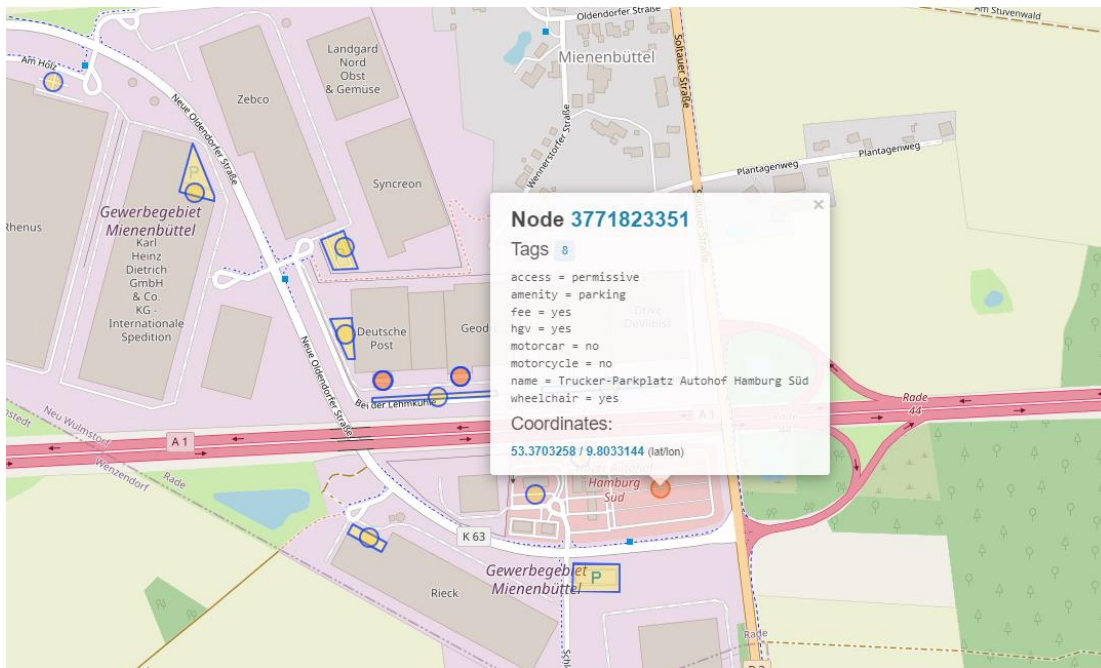 Oldendorfer Straße
Am Stuvenwald
Soltauer Straße
Mienenbüttel
Landgard
Nord
Obst
& Gemüse
Am Holz
Zebco
Neue Oldendorfer Straße
Wennerstorfer Straße
Plantagenweg
Plantagenweg
P
Syncreon
Rhenus
Gewerbegebiet
Mienenbüttel
Karl
Heinz
Dietrich
GmbH
& Co.
KG -
Internationale
Spedition
×
Node 3771823351
Tags 8
access = permissive
amenity = parking
fee = yes
hgv = yes
motorcar = no
motorcycle = no
name = Trucker-Parkplatz Autohof Hamburg Süd
wheelchair = yes
Coordinates:
53.3703258 / 9.8033144 (lat/lon)
Deutsche
Post
Neue Oldendorfer Straße
Bei der Lehmkuhle
Rade
44
A 1
A 1
Neu Wulmstorf
Wenzendorf
Rade
Autohof
Hamburg
Süd
K 63
Gewerbegebiet
Mienenbüttel
P
Rieck
Rade